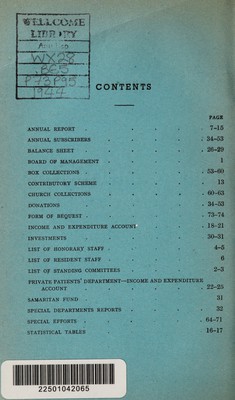 WELLCOME
LIBRARY
WX28
B65
P73P95
1944
CONTENTS
PAGE
ANNUAL REPORT . . . . 7-15
ANNUAL SUBSCRIBERS . . . . 34-53
BALANCE SHEET . . . . 26-29
BOARD OF MANAGEMENT . . . . 1
BOX COLLECTIONS . . . . 53-60
CONTRIBUTORY SCHEME . . . . 13
CHURCH COLLECTIONS . . . . 60-63
DONATIONS . . . . 34-53
FORM OF BEQUEST . . . . 73-74
INCOME AND EXPENDITURE ACCOUNT . . 18-21
INVESTMENTS . . . . 30-31
LIST OF HONORARY STAFF . . . . 4-5
LIST OF RESIDENT STAFF . . . . 6
LIST OF STANDING COMMITTEES . . . 2-3
PRIVATE PATIENTS' DEPARTMENT—INCOME AND EXPENDITURE
ACCOUNT . . . . 22-25
SAMARITAN FUND . . . . 31
SPECIAL DEPARTMENTS REPORTS . . . 32
SPECIAL EFFORTS . . . . 64-71
STATISTICAL TABLES . . . . 16-17
22501042065